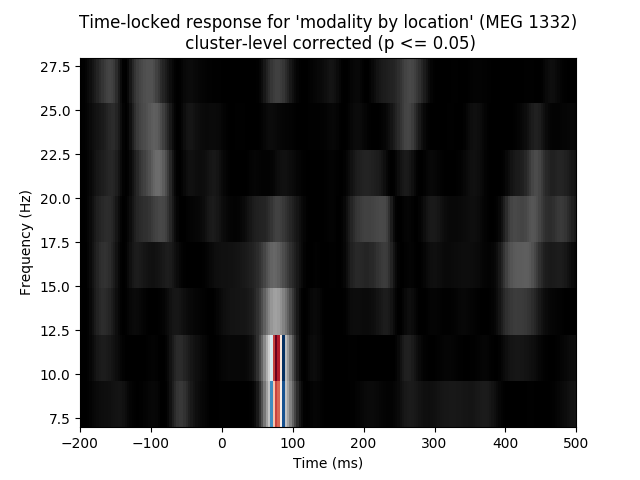 Time-locked response for 'modality by location' (MEG 1332)
cluster-level corrected (p <= 0.05)
27.5
25.0
22.5
20.0
17.5
15.0
12.5
10.0
7.5
Frequency (Hz)
−200 −100 0 100 200 300 400 500
Time (ms)